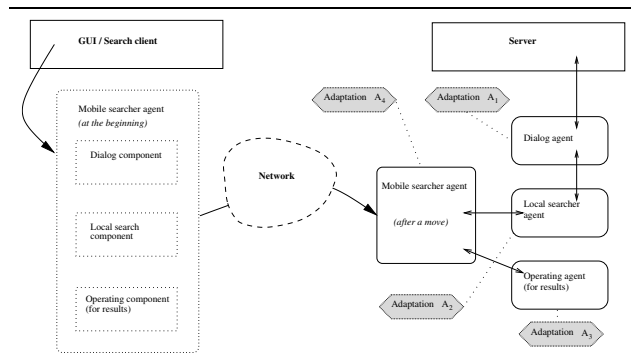 GUI / Search client
Server
Mobile searcher agent
(at the beginning)
Dialog component
Local search
component
Operating component
(for results)
Network
Adaptation A4
Adaptation A1
Dialog agent
Mobile searcher agent
(after a move)
Local searcher
agent
Operating agent
(for results)
Adaptation A2
Adaptation A3